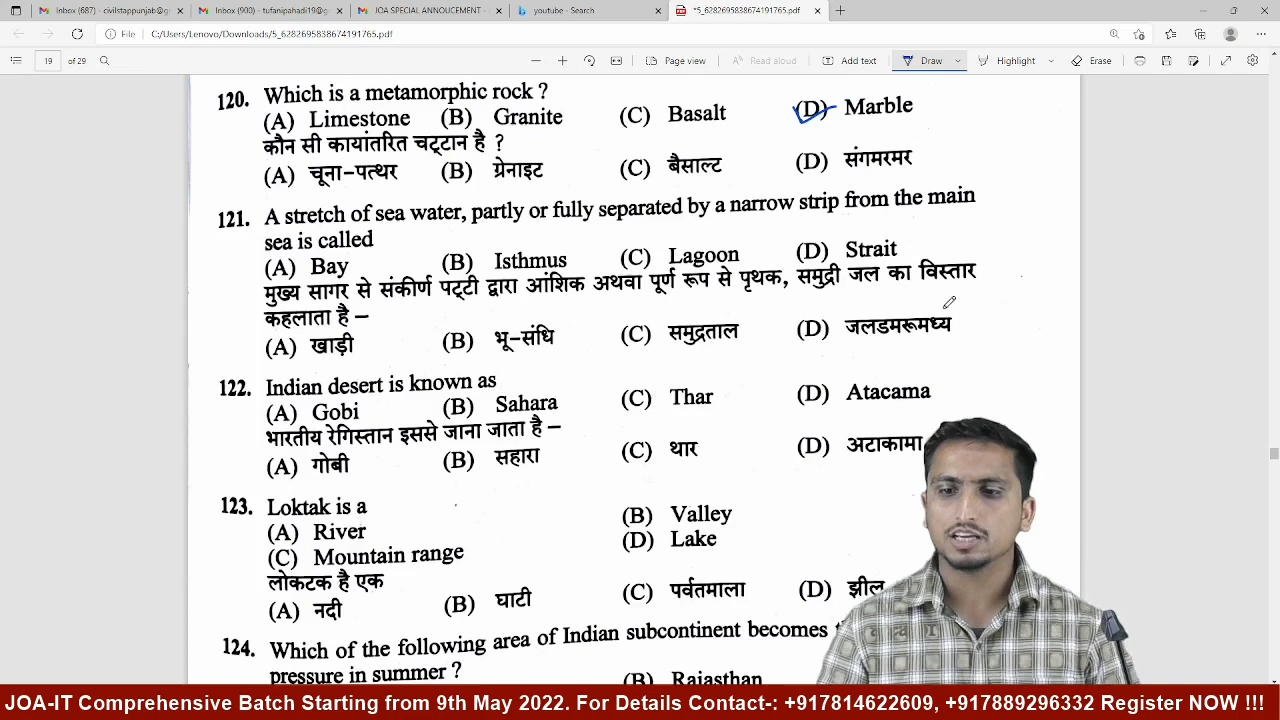 Inbox (687) - civilstappunjab@g
Inbox (900) - tufanipahadi19@g
JOA SPECIAL ANNOUCEMENT -
youtube - Search
*5_6282695838674191765.pdf
File C:/Users/Lenovo/Downloads/5_6282695838674191765.pdf
19 of 29
Page view
Read aloud
Add text
Draw
Highlight
Erase
120. Which is a metamorphic rock ?
(A) Limestone (B) Granite (C) Basalt (D) Marble
कौन सी कायांतरित चट्टान है ?
(A) चूना-पत्थर (B) ग्रेनाइट (C) बैसाल्ट (D) संगमरमर
121. A stretch of sea water, partly or fully separated by a narrow strip from the main
sea is called
(A) Bay (B) Isthmus (C) Lagoon (D) Strait
मुख्य सागर से संकीर्ण पट्टी द्वारा आंशिक अथवा पूर्ण रूप से पृथक, समुद्री जल का विस्तार
कहलाता है –
(A) खाड़ी (B) भू-संधि (C) समुद्रताल (D) जलडमरूमध्य
122. Indian desert is known as
(A) Gobi (B) Sahara (C) Thar (D) Atacama
भारतीय रेगिस्तान इससे जाना जाता है –
(A) गोबी (B) सहारा (C) थार (D) अटाकामा
123. Loktak is a
(A) River (B) Valley
(C) Mountain range (D) Lake
लोकटक है एक
(A) नदी (B) घाटी (C) पर्वतमाला (D) झील
124. Which of the following area of Indian subcontinent becomes
pressure in summer ?
(B) Rajasthan
JOA-IT Comprehensive Batch Starting from 9th May 2022. For Details Contact-: +917814622609, +917889296332 Register NOW !!!